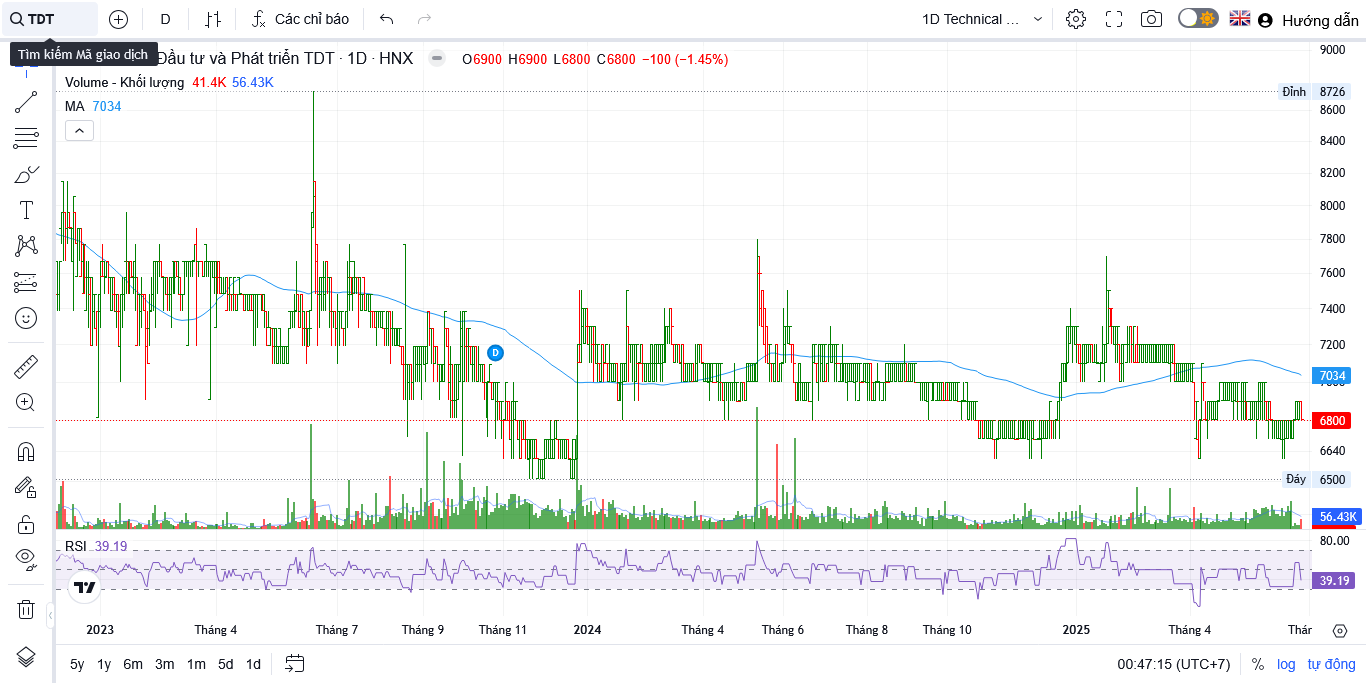 TDT D Các chỉ báo 1D Technical ... Hướng dẫn
Tìm kiếm Mã giao dịch
Đầu tư và Phát triển TDT · 1D · HNX O6900 H6900 L6800 C6800 −100 (−1.45%)
Volume - Khối lượng 41.4K 56.43K
MA 7034
9000
Đỉnh 8726
8600
8400
8200
8000
7800
7600
7400
7200
D
7034
6800
6640
Đáy 6500
56.43K
RSI 39.19
80.00
39.19
2023 Tháng 4 Tháng 7 Tháng 9 Tháng 11 2024 Tháng 4 Tháng 6 Tháng 8 Tháng 10 2025 Tháng 4 Thár
5y 1y 6m 3m 1m 5d 1d 00:47:15 (UTC+7) % log tự động